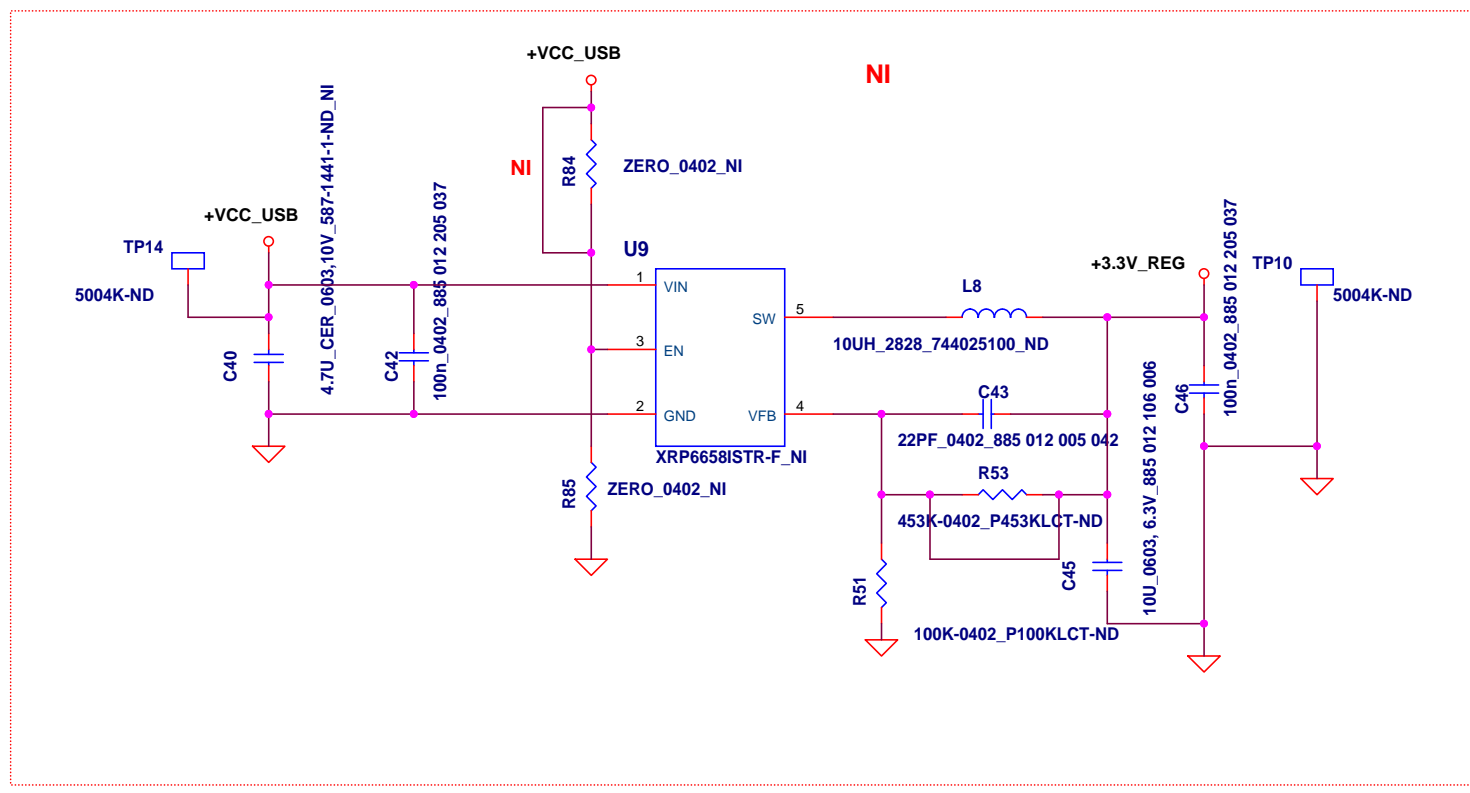 +VCC_USB
NI
4.7U_CER_0603,10V_587-1441-1-ND_NI
NI
R84
ZERO_0402_NI
+VCC_USB
TP14
5004K-ND
C40
C42
100n_0402_885 012 205 037
U9
1
VIN
3
EN
2
GND
SW
5
VFB
4
XRP6658ISTR-F_NI
R85
ZERO_0402_NI
L8
10UH_2828_744025100_ND
C43
22PF_0402_885 012 005 042
R53
453K-0402_P453KLCT-ND
R51
100K-0402_P100KLCT-ND
C45
10U_0603, 6.3V_885 012 106 006
+3.3V_REG
C46
100n_0402_885 012 205 037
TP10
5004K-ND